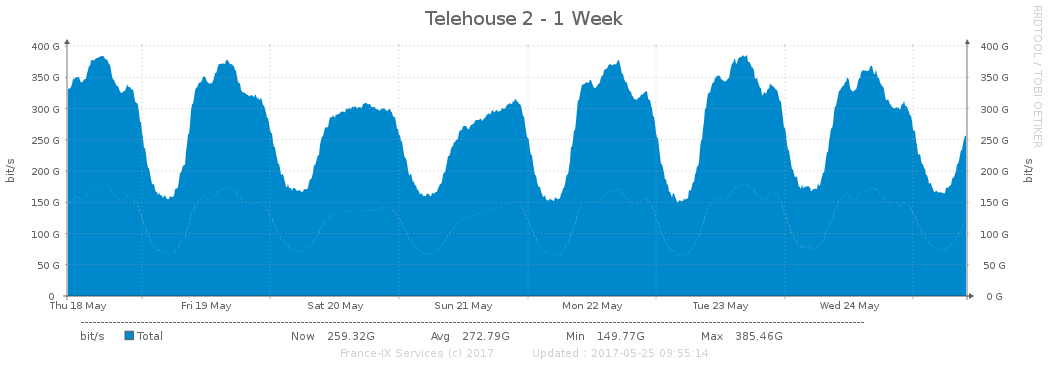 Telehouse 2 - 1 Week
RRDTOOL / TOBI OETIKER
400 G 400 G
350 G 350 G
300 G 300 G
250 G 250 G
200 G 200 G
150 G 150 G
100 G 100 G
50 G 50 G
0 0 G
bit/s bit/s
Thu 18 May Fri 19 May Sat 20 May Sun 21 May Mon 22 May Tue 23 May Wed 24 May
bit/s Total Now 259.32G Avg 272.79G Min 149.77G Max 385.46G
France-IX Services (c) 2017 Updated : 2017-05-25 09:55:14